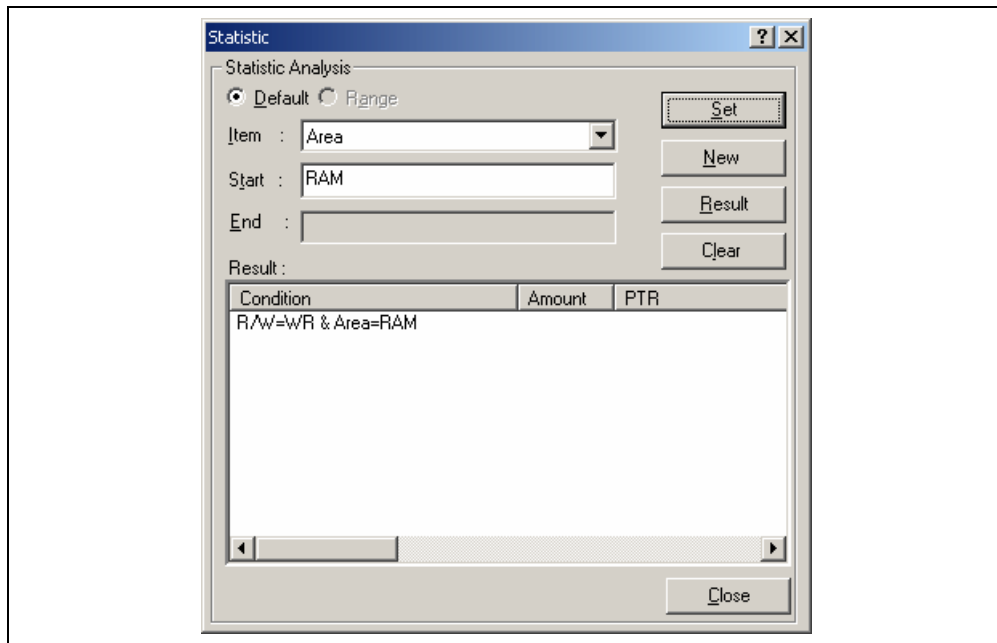 Statistic
Statistic Analysis
Default Range
Set
Item : Area
New
Start : RAM
Result
End :
Clear
Result :
Condition Amount PTR
R/W=WR & Area=RAM
Close